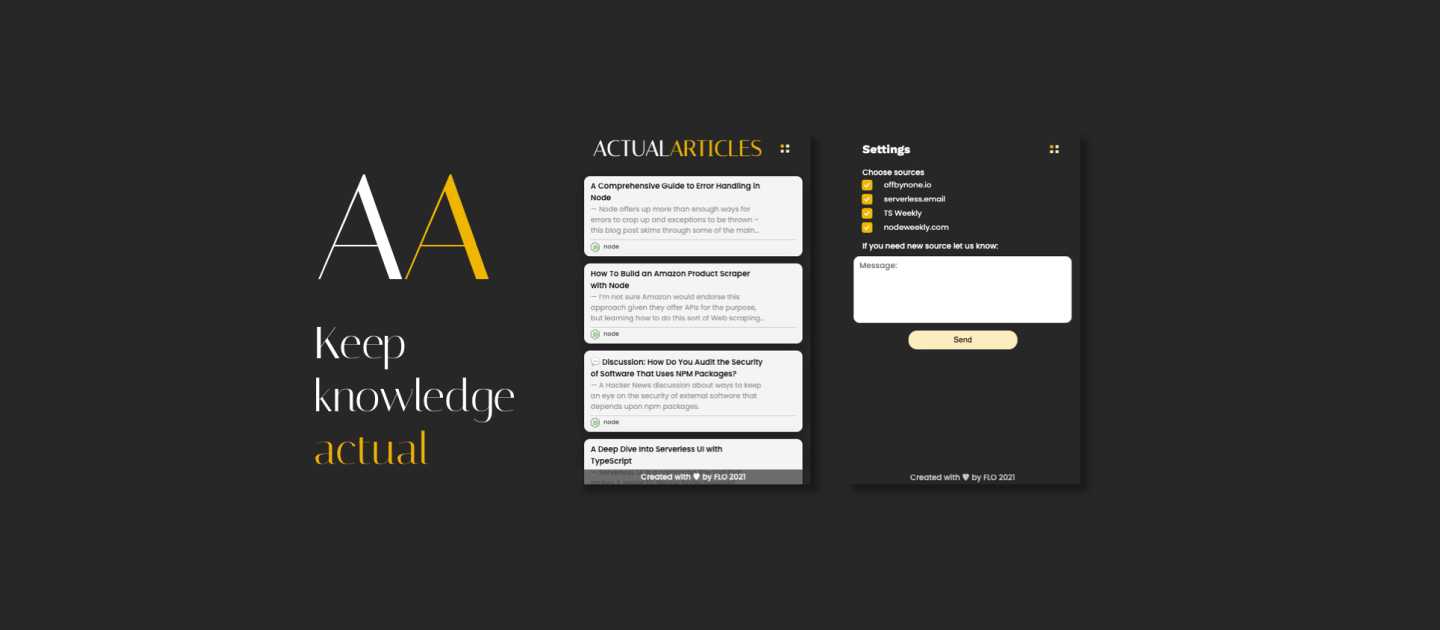 AA
Keep
knowledge
actual
ACTUALARTICLES
A Comprehensive Guide to Error Handling in
Node
— Node offers up more than enough ways for
errors to crop up and exceptions to be thrown –
this blog post skims through some of the main...
node
How To Build an Amazon Product Scraper
with Node
— I'm not sure Amazon would endorse this
approach given they offer APIs for the purpose,
but learning how to do this sort of Web scraping...
node
💬 Discussion: How Do You Audit the Security
of Software That Uses NPM Packages?
— A Hacker News discussion about ways to keep
an eye on the security of external software that
depends upon npm packages.
node
A Deep Dive Into Serverless UI with
TypeScript
Created with ♥ by FLO 2021
Settings
Choose sources
offbynone.io
serverless.email
TS Weekly
nodeweekly.com
If you need new source let us know:
Message:
Send
Created with ♥ by FLO 2021